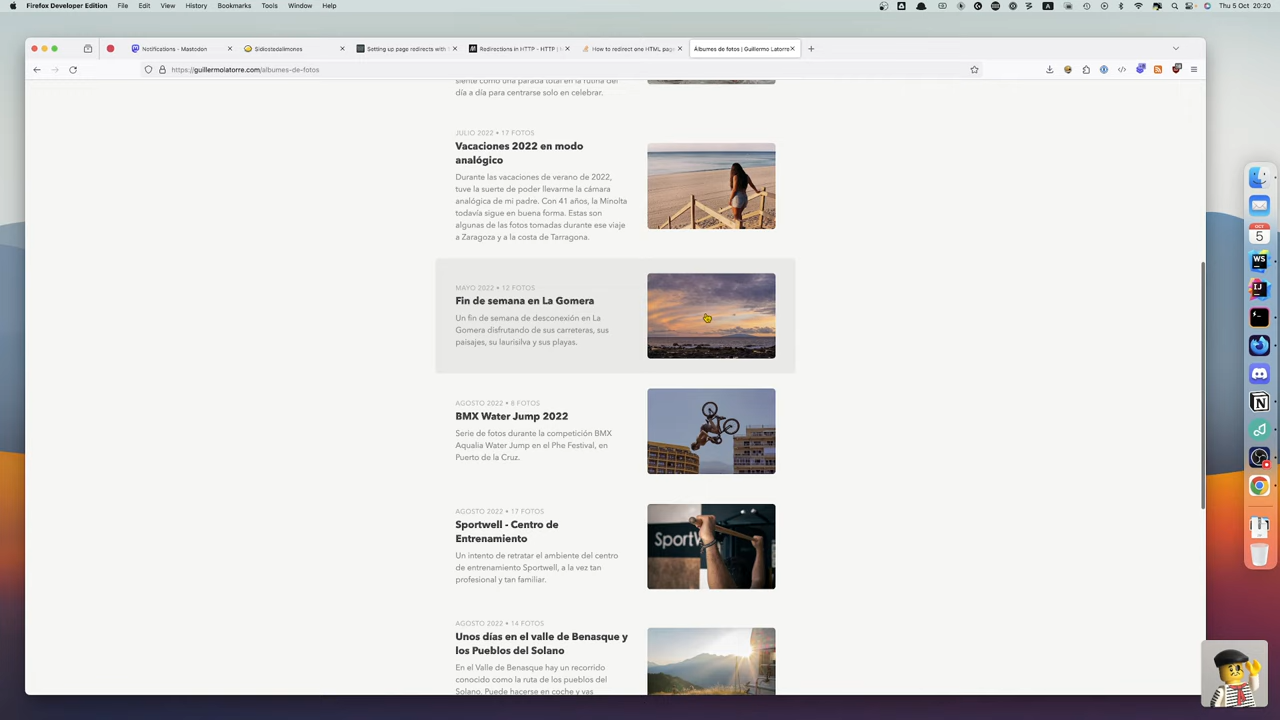 Firefox Developer Edition File Edit View History Bookmarks Tools Window Help Thu 5 Oct 20:20
Notifications - Mastodon Sidiostedalimones Setting up page redirects with Redirections in HTTP - HTTP | How to redirect one HTML pag Álbumes de fotos | Guillermo Latorre
https://guillermolatorre.com/albumes-de-fotos
siente como una parada total en la rutina del
día a día para centrarse solo en celebrar.
JULIO 2022 • 17 FOTOS
Vacaciones 2022 en modo
analógico
Durante las vacaciones de verano de 2022,
tuve la suerte de poder llevarme la cámara
analógica de mi padre. Con 41 años, la Minolta
todavía sigue en buena forma. Estas son
algunas de las fotos tomadas durante ese viaje
a Zaragoza y a la costa de Tarragona.
MAYO 2022 • 12 FOTOS
Fin de semana en La Gomera
Un fin de semana de desconexión en La
Gomera disfrutando de sus carreteras, sus
paisajes, su laurisilva y sus playas.
AGOSTO 2022 • 8 FOTOS
BMX Water Jump 2022
Serie de fotos durante la competición BMX
Aqualia Water Jump en el Phe Festival, en
Puerto de la Cruz.
AGOSTO 2022 • 17 FOTOS
Sportwell - Centro de
Entrenamiento
Un intento de retratar el ambiente del centro
de entrenamiento Sportwell, a la vez tan
profesional y tan familiar.
SportW
AGOSTO 2022 • 14 FOTOS
Unos días en el valle de Benasque y
los Pueblos del Solano
En el Valle de Benasque hay un recorrido
conocido como la ruta de los pueblos del
Solano. Puede hacerse en coche y vas
OCT
5
WS